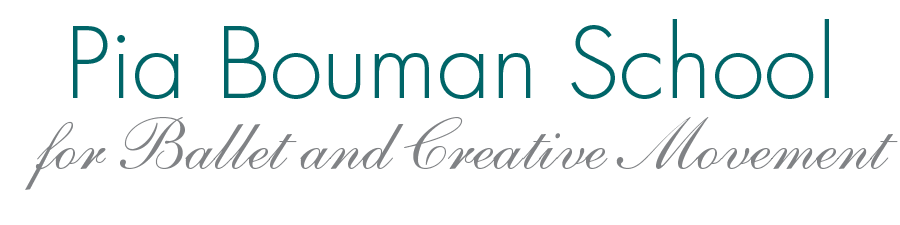 Pia Bouman School
for Ballet and Creative Movement